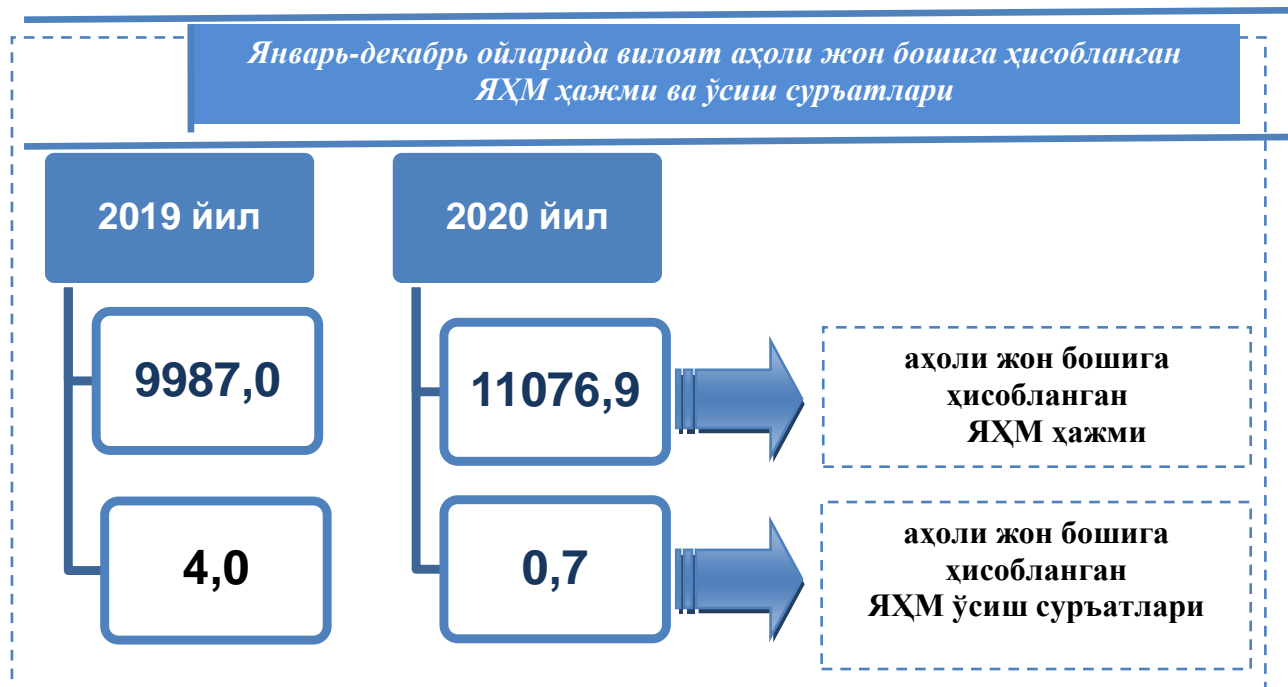 Январь-декабрь ойларида вилоят аҳоли жон бошига ҳисобланган
ЯҲМ ҳажми ва ўсиш суръатлари
2019 йил
2020 йил
9987,0
11076,9
аҳоли жон бошига
ҳисобланган
ЯҲМ ҳажми
4,0
0,7
аҳоли жон бошига
ҳисобланган
ЯҲМ ўсиш суръатлари